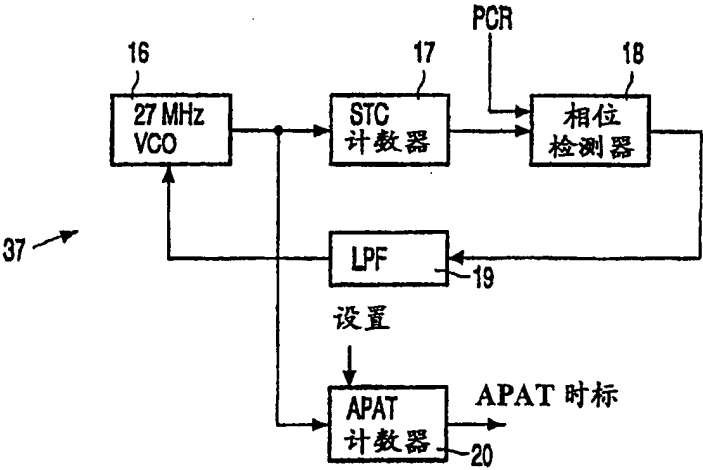 PCR
16
17
18
27 MHz
VCO
STC
计数器
相位
检测器
37
LPF
19
设置
APAT
计数器
APAT 时标
20